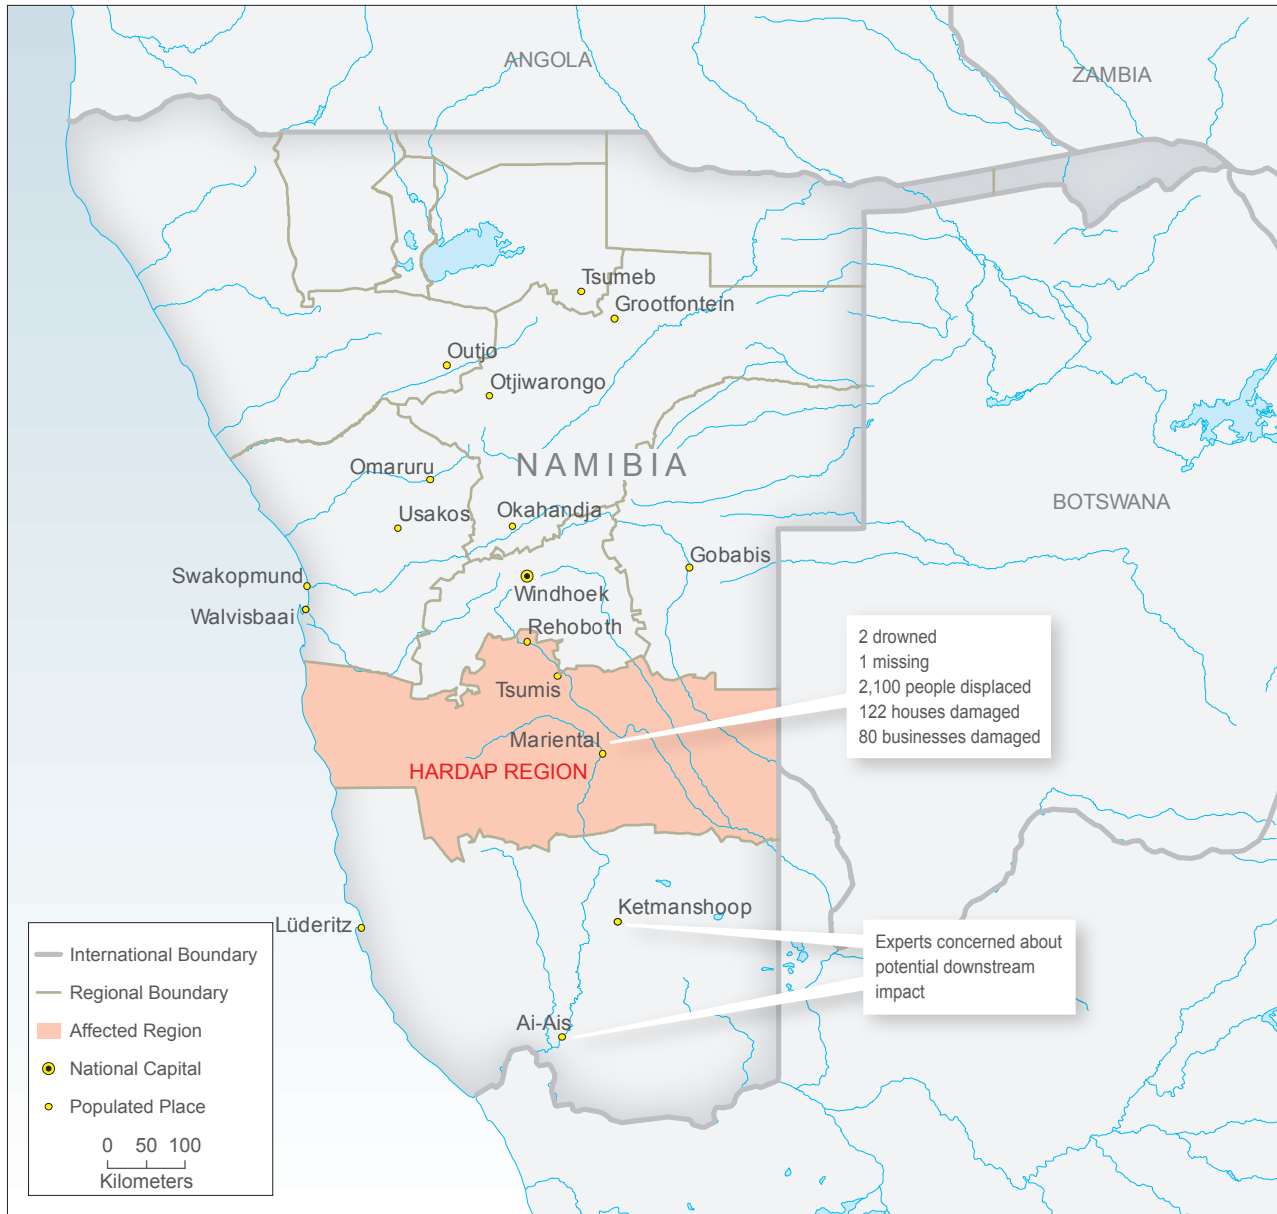 ANGOLA
ZAMBIA
Tsumeb
Grootfontein
Outjo
Otjiwarongo
NAMIBIA
Omaruru
Usakos
Okahandja
BOTSWANA
Gobabis
Swakopmund
Windhoek
Walvisbaai
Rehoboth
Tsumis
2 drowned
1 missing
2,100 people displaced
122 houses damaged
80 businesses damaged
Mariental
HARDAP REGION
Ketmanshoop
Lüderitz
Experts concerned about
potential downstream
impact
Ai-Ais
International Boundary
Regional Boundary
Affected Region
National Capital
Populated Place
0 50 100
Kilometers